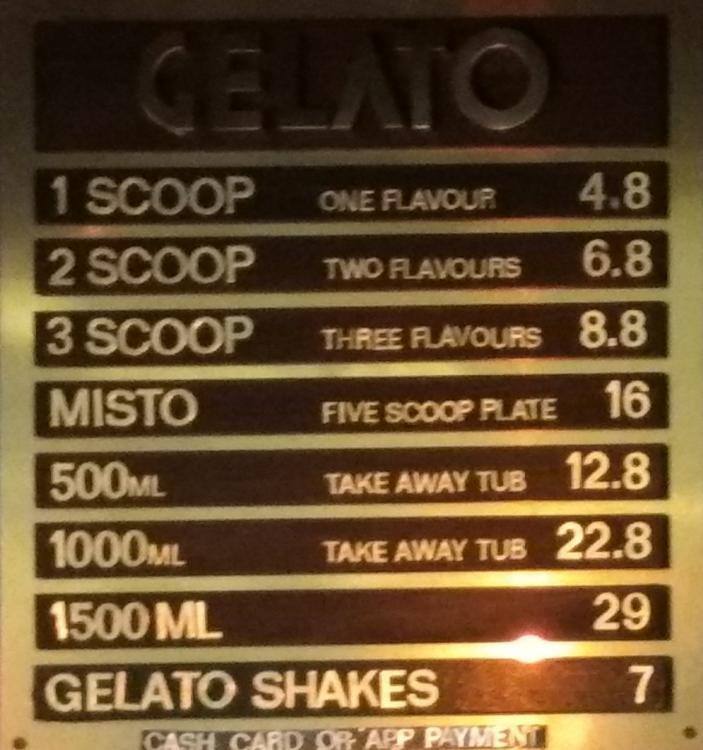 GELATO
1 SCOOP ONE FLAVOUR 4.8
2 SCOOP TWO FLAVOURS 6.8
3 SCOOP THREE FLAVOURS 8.8
MISTO FIVE SCOOP PLATE 16
500ML TAKE AWAY TUB 12.8
1000ML TAKE AWAY TUB 22.8
1500 ML 29
GELATO SHAKES 7
CASH CARD OR APP PAYMENT